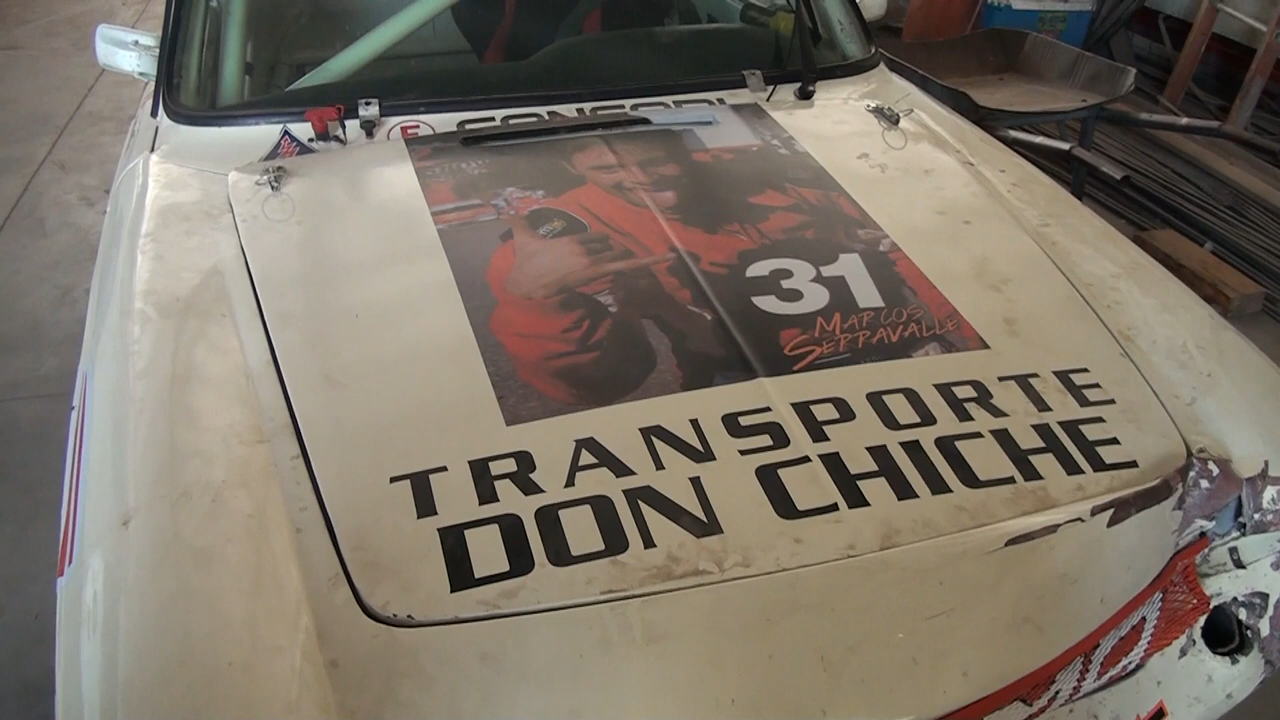 E
31
MARCOS
SERRAVALLE
TRANSPORTE
DON CHICHE